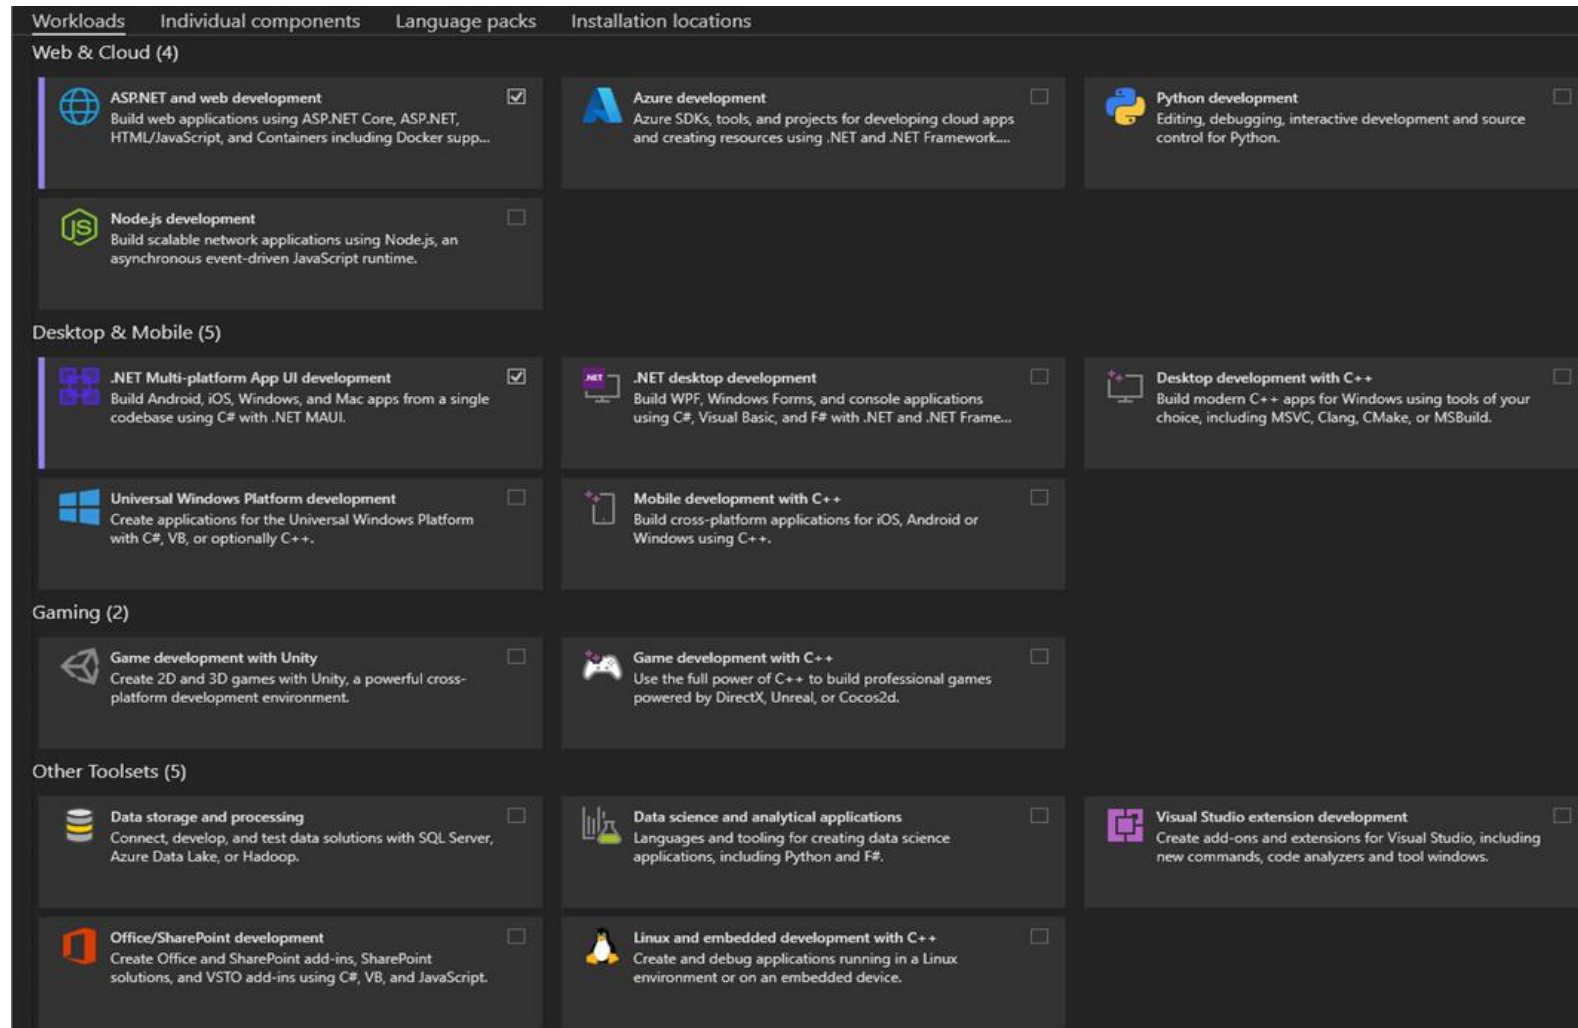 Workloads Individual components Language packs Installation locations
Web & Cloud (4)
ASP.NET and web development
Build web applications using ASP.NET Core, ASP.NET,
HTML/JavaScript, and Containers including Docker supp...
Azure development
Azure SDKs, tools, and projects for developing cloud apps
and creating resources using .NET and .NET Framework....
Python development
Editing, debugging, interactive development and source
control for Python.
JS
Node.js development
Build scalable network applications using Node.js, an
asynchronous event-driven JavaScript runtime.
Desktop & Mobile (5)
.NET Multi-platform App UI development
Build Android, iOS, Windows, and Mac apps from a single
codebase using C# with .NET MAUI.
.NET
.NET desktop development
Build WPF, Windows Forms, and console applications
using C#, Visual Basic, and F# with .NET and .NET Frame...
Desktop development with C++
Build modern C++ apps for Windows using tools of your
choice, including MSVC, Clang, CMake, or MSBuild.
Universal Windows Platform development
Create applications for the Universal Windows Platform
with C#, VB, or optionally C++.
Mobile development with C++
Build cross-platform applications for iOS, Android or
Windows using C++.
Gaming (2)
Game development with Unity
Create 2D and 3D games with Unity, a powerful cross-
platform development environment.
Game development with C++
Use the full power of C++ to build professional games
powered by DirectX, Unreal, or Cocos2d.
Other Toolsets (5)
Data storage and processing
Connect, develop, and test data solutions with SQL Server,
Azure Data Lake, or Hadoop.
Data science and analytical applications
Languages and tooling for creating data science
applications, including Python and F#.
Visual Studio extension development
Create add-ons and extensions for Visual Studio, including
new commands, code analyzers and tool windows.
Office/SharePoint development
Create Office and SharePoint add-ins, SharePoint
solutions, and VSTO add-ins using C#, VB, and JavaScript.
Linux and embedded development with C++
Create and debug applications running in a Linux
environment or on an embedded device.